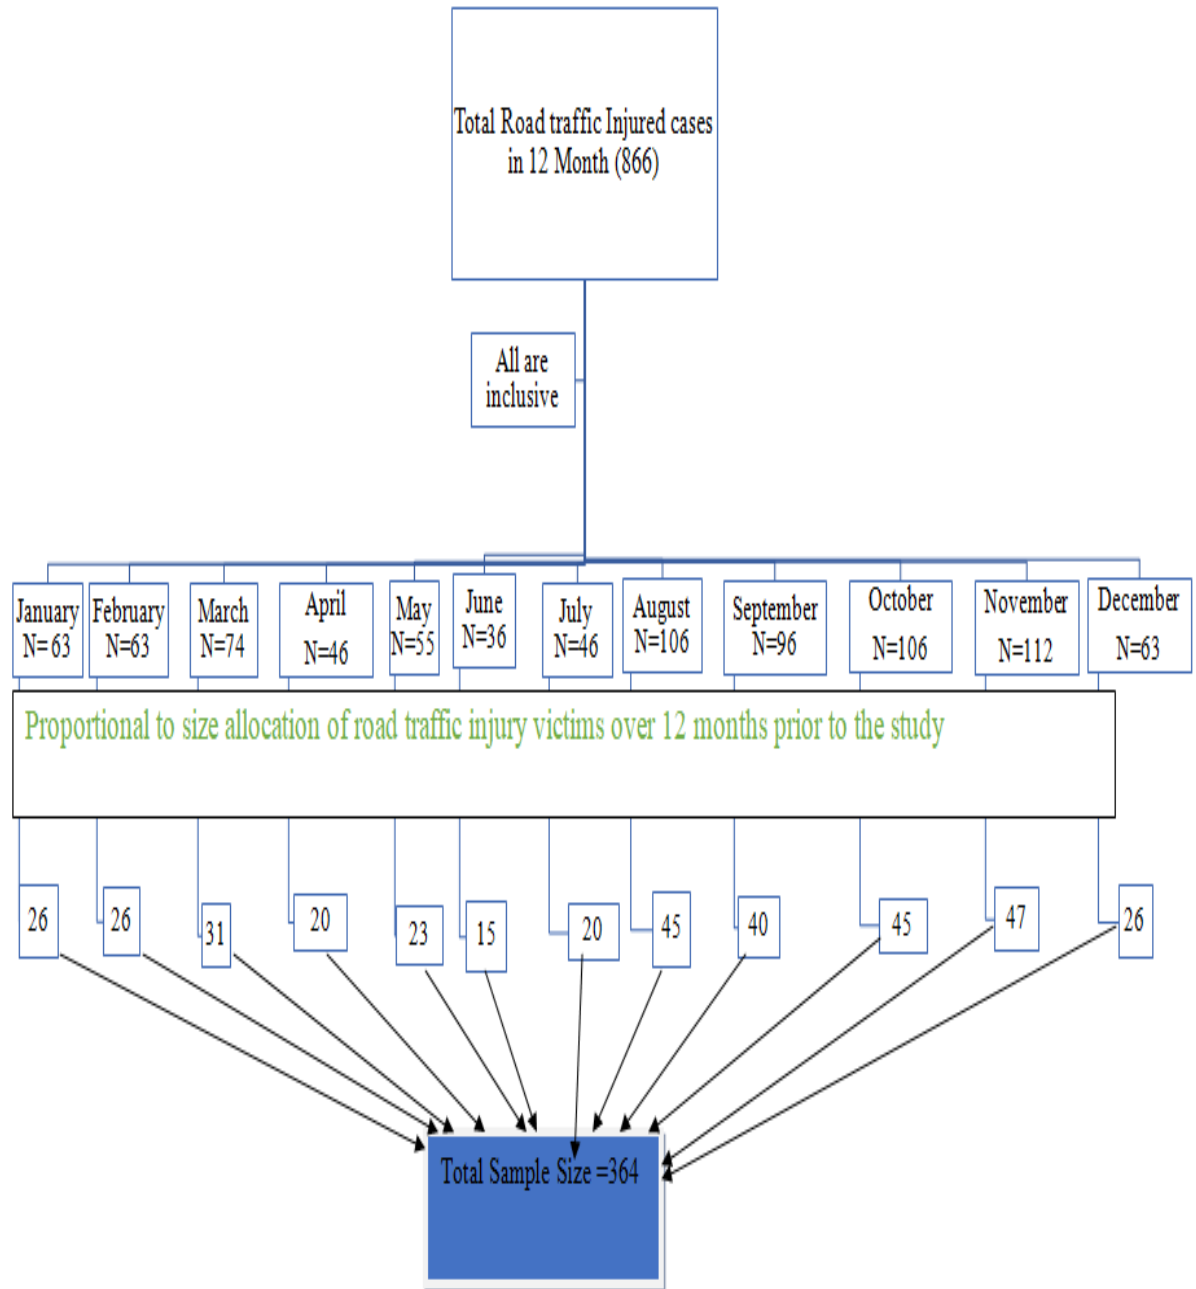 Total Road traffic Injured cases
in 12 Month (866)
All are
inclusive
January
N= 63
February
N=63
March
N=74
April
N=46
May
N=55
June
N=36
July
N=46
August
N=106
September
N=96
October
N=106
November
N=112
December
N=63
Proportional to size allocation of road traffic injury victims over 12 months prior to the study
26
26
31
20
23
15
20
45
40
45
47
26
Total Sample Size =364